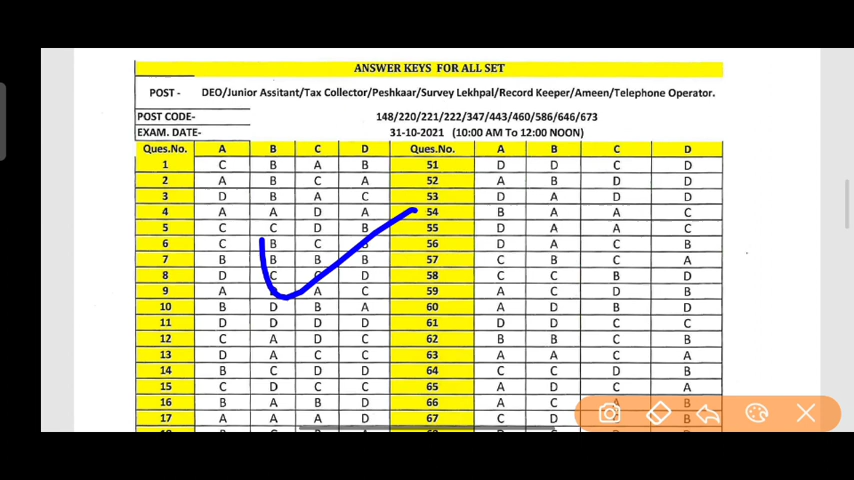 ANSWER KEYS FOR ALL SET
POST - DEO/Junior Assitant/Tax Collector/Peshkaar/Survey Lekhpal/Record Keeper/Ameen/Telephone Operator.
POST CODE- 148/220/221/222/347/443/460/586/646/673
EXAM. DATE- 31-10-2021 (10:00 AM To 12:00 NOON)
Ques.No. A B C D Ques.No. A B C D
1 C B A B 51 D D C D
2 A B C A 52 A B D D
3 D B A C 53 D A D D
4 A A D A 54 B A A C
5 C C D B 55 D A A C
6 C B C 56 D A C B
7 B B B B 57 C B C A
8 D C D 58 C C B D
9 A A C 59 A C D B
10 B D B A 60 A D B D
11 D D D D 61 D D C C
12 C A D C 62 B B C B
13 D A C C 63 A A C A
14 B C D D 64 C C D B
15 C D C C 65 A D C A
16 B A B D 66 A C A B
17 A A A D 67 C D B